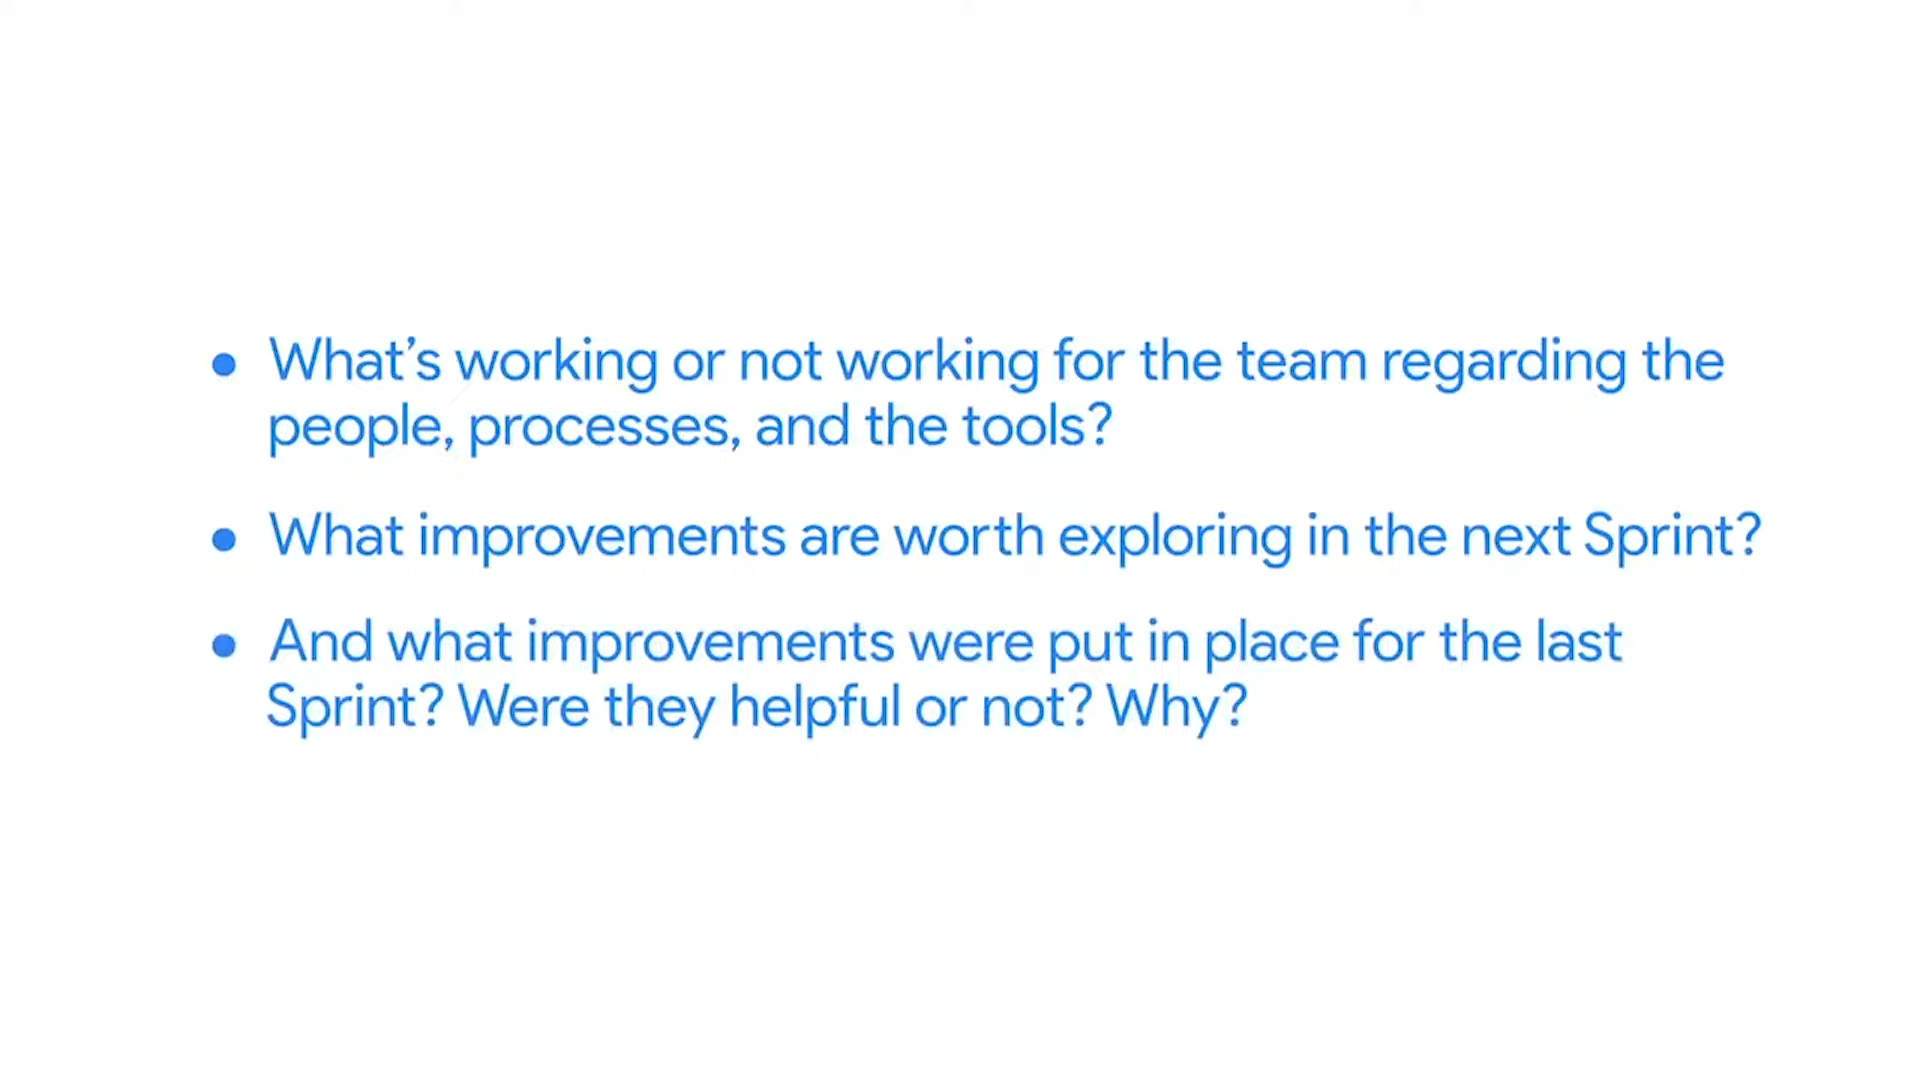 • What’s working or not working for the team regarding the
people, processes, and the tools?
• What improvements are worth exploring in the next Sprint?
• And what improvements were put in place for the last
Sprint? Were they helpful or not? Why?